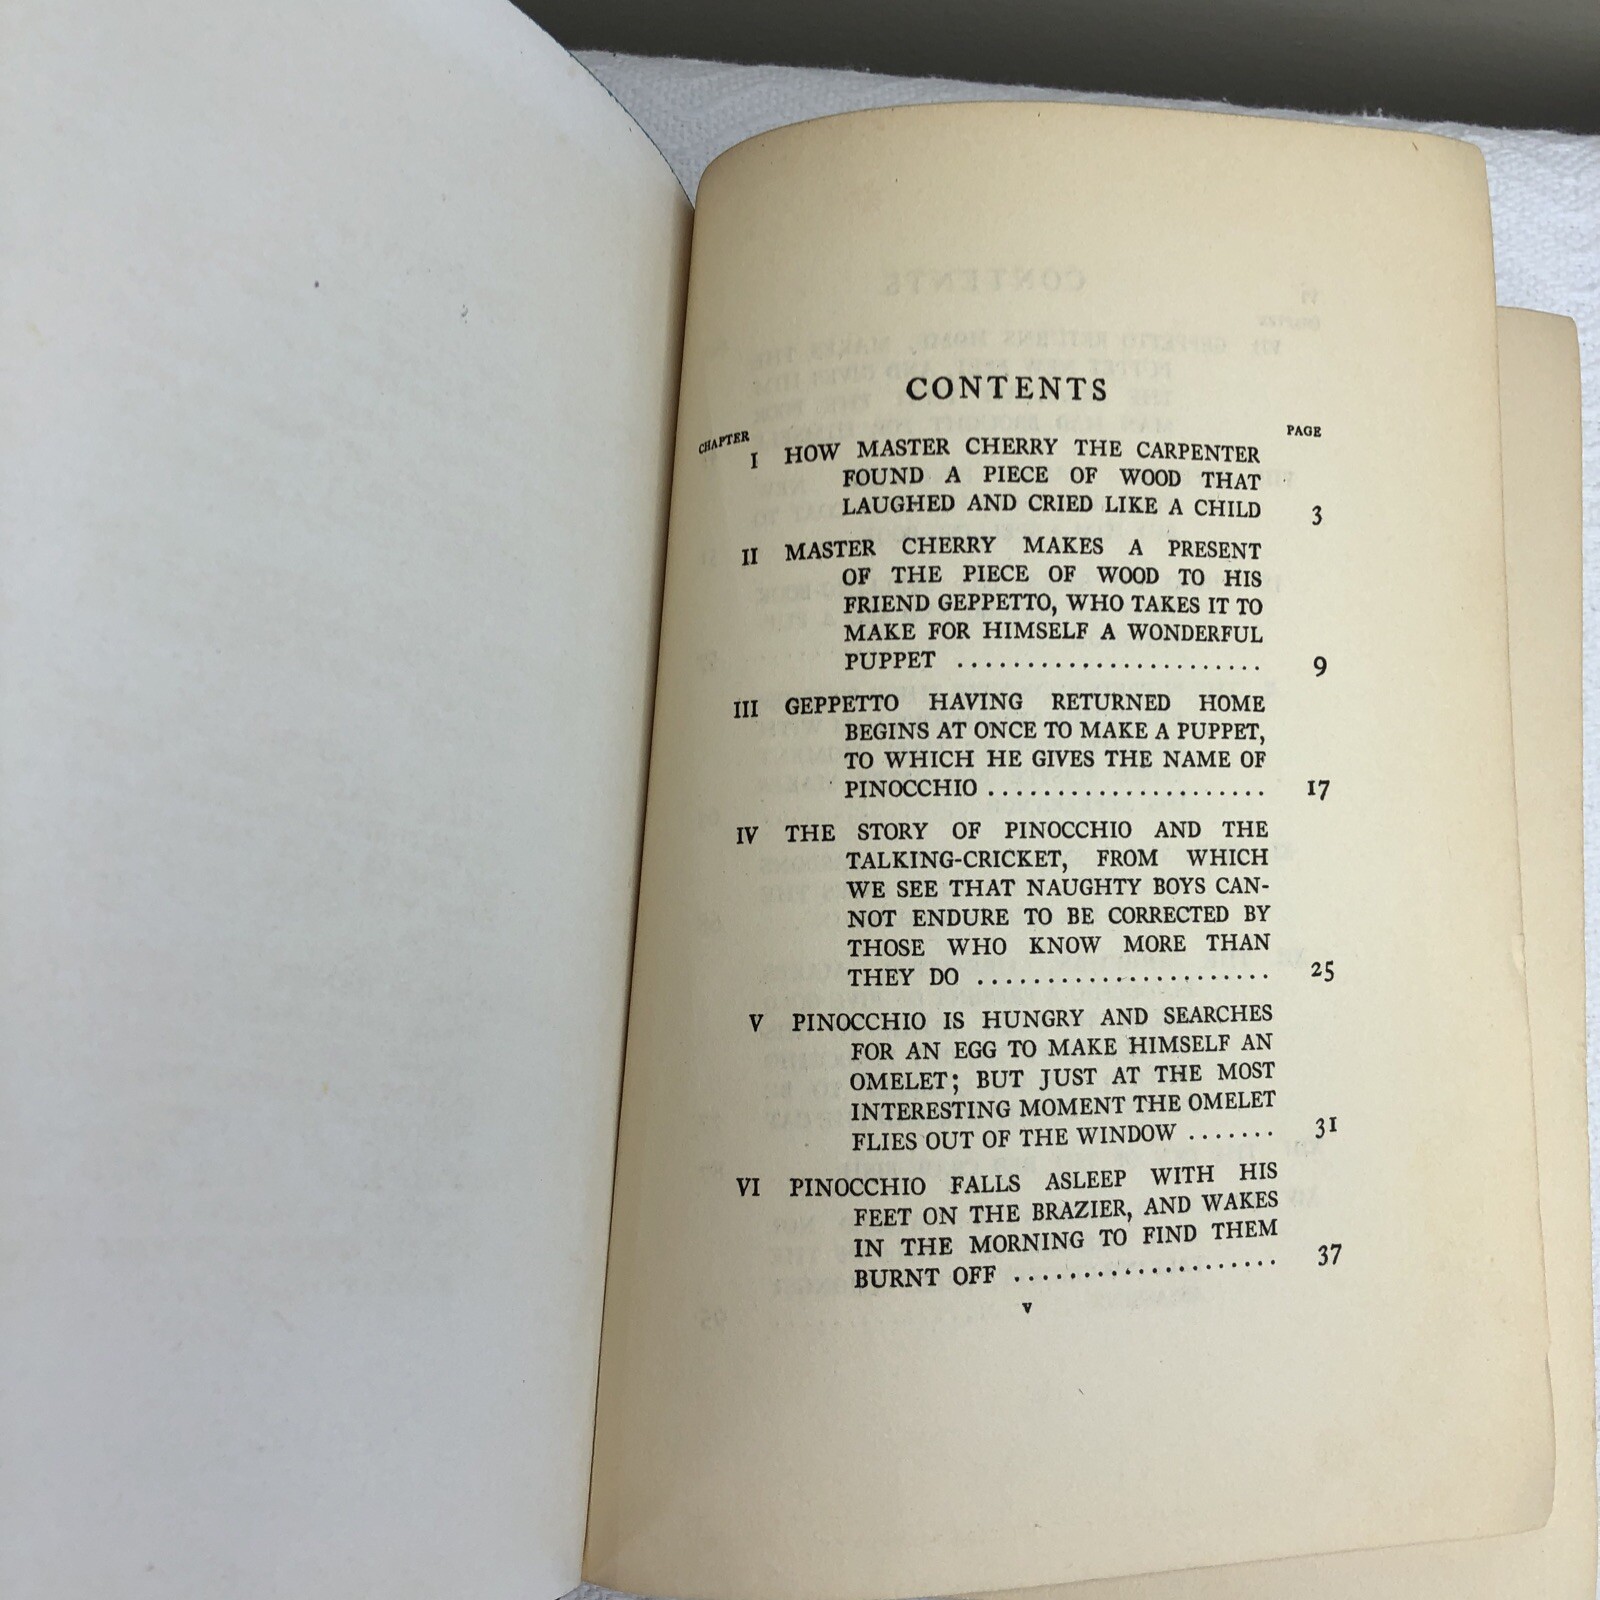 CONTENTS
CHAPTER PAGE
I HOW MASTER CHERRY THE CARPENTER
FOUND A PIECE OF WOOD THAT
LAUGHED AND CRIED LIKE A CHILD 3
II MASTER CHERRY MAKES A PRESENT
OF THE PIECE OF WOOD TO HIS
FRIEND GEPPETTO, WHO TAKES IT TO
MAKE FOR HIMSELF A WONDERFUL
PUPPET ........................ 9
III GEPPETTO HAVING RETURNED HOME
BEGINS AT ONCE TO MAKE A PUPPET,
TO WHICH HE GIVES THE NAME OF
PINOCCHIO ...................... 17
IV THE STORY OF PINOCCHIO AND THE
TALKING-CRICKET, FROM WHICH
WE SEE THAT NAUGHTY BOYS CAN-
NOT ENDURE TO BE CORRECTED BY
THOSE WHO KNOW MORE THAN
THEY DO ....................... 25
V PINOCCHIO IS HUNGRY AND SEARCHES
FOR AN EGG TO MAKE HIMSELF AN
OMELET; BUT JUST AT THE MOST
INTERESTING MOMENT THE OMELET
FLIES OUT OF THE WINDOW ....... 31
VI PINOCCHIO FALLS ASLEEP WITH HIS
FEET ON THE BRAZIER, AND WAKES
IN THE MORNING TO FIND THEM
BURNT OFF .................... 37
v